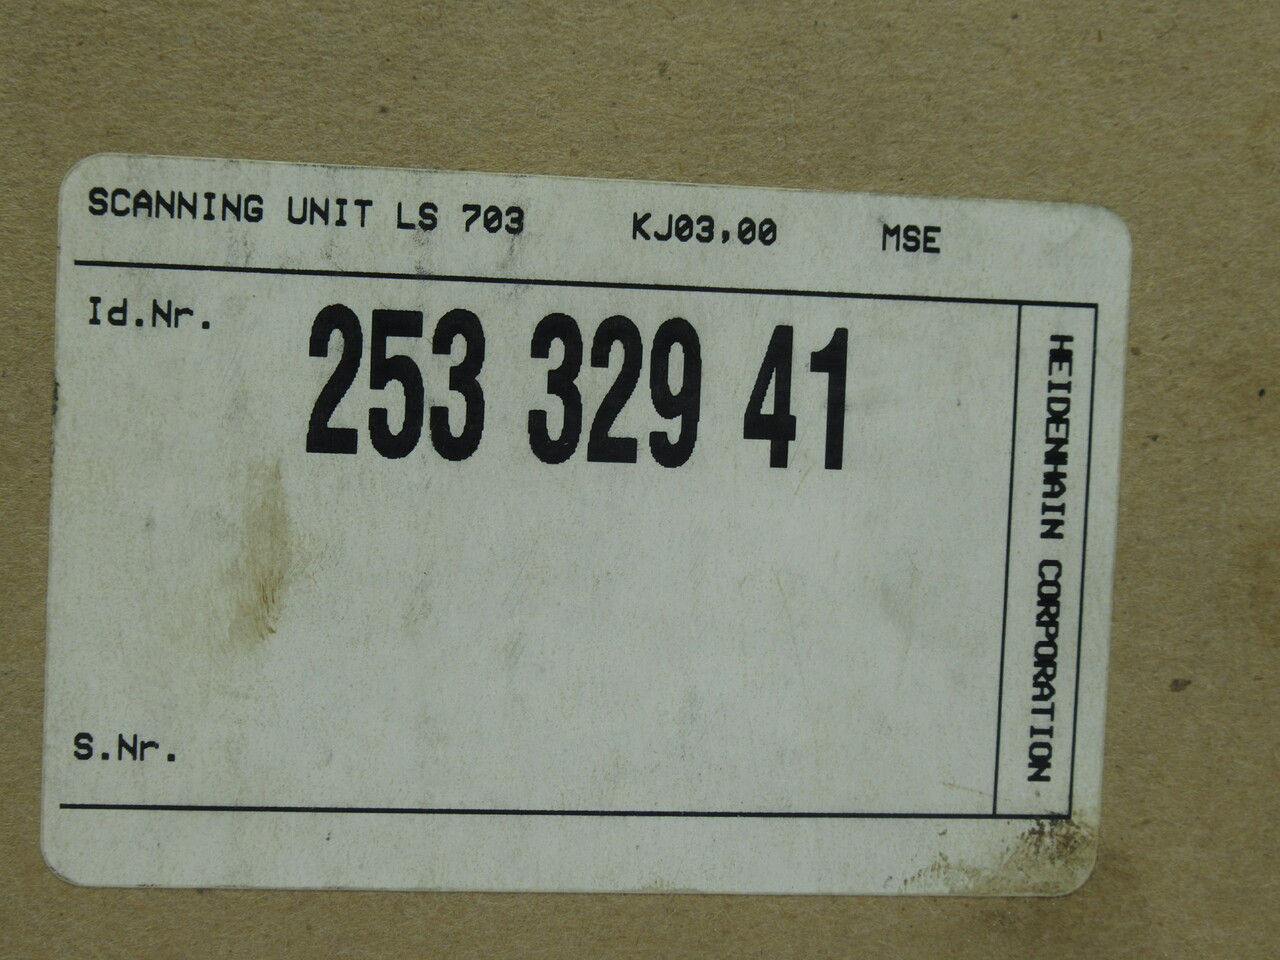 SCANNING UNIT LS 703 KJ03,00 MSE
Id.Nr. 253 329 41
HEIDENHAIN CORPORATION
S.Nr.